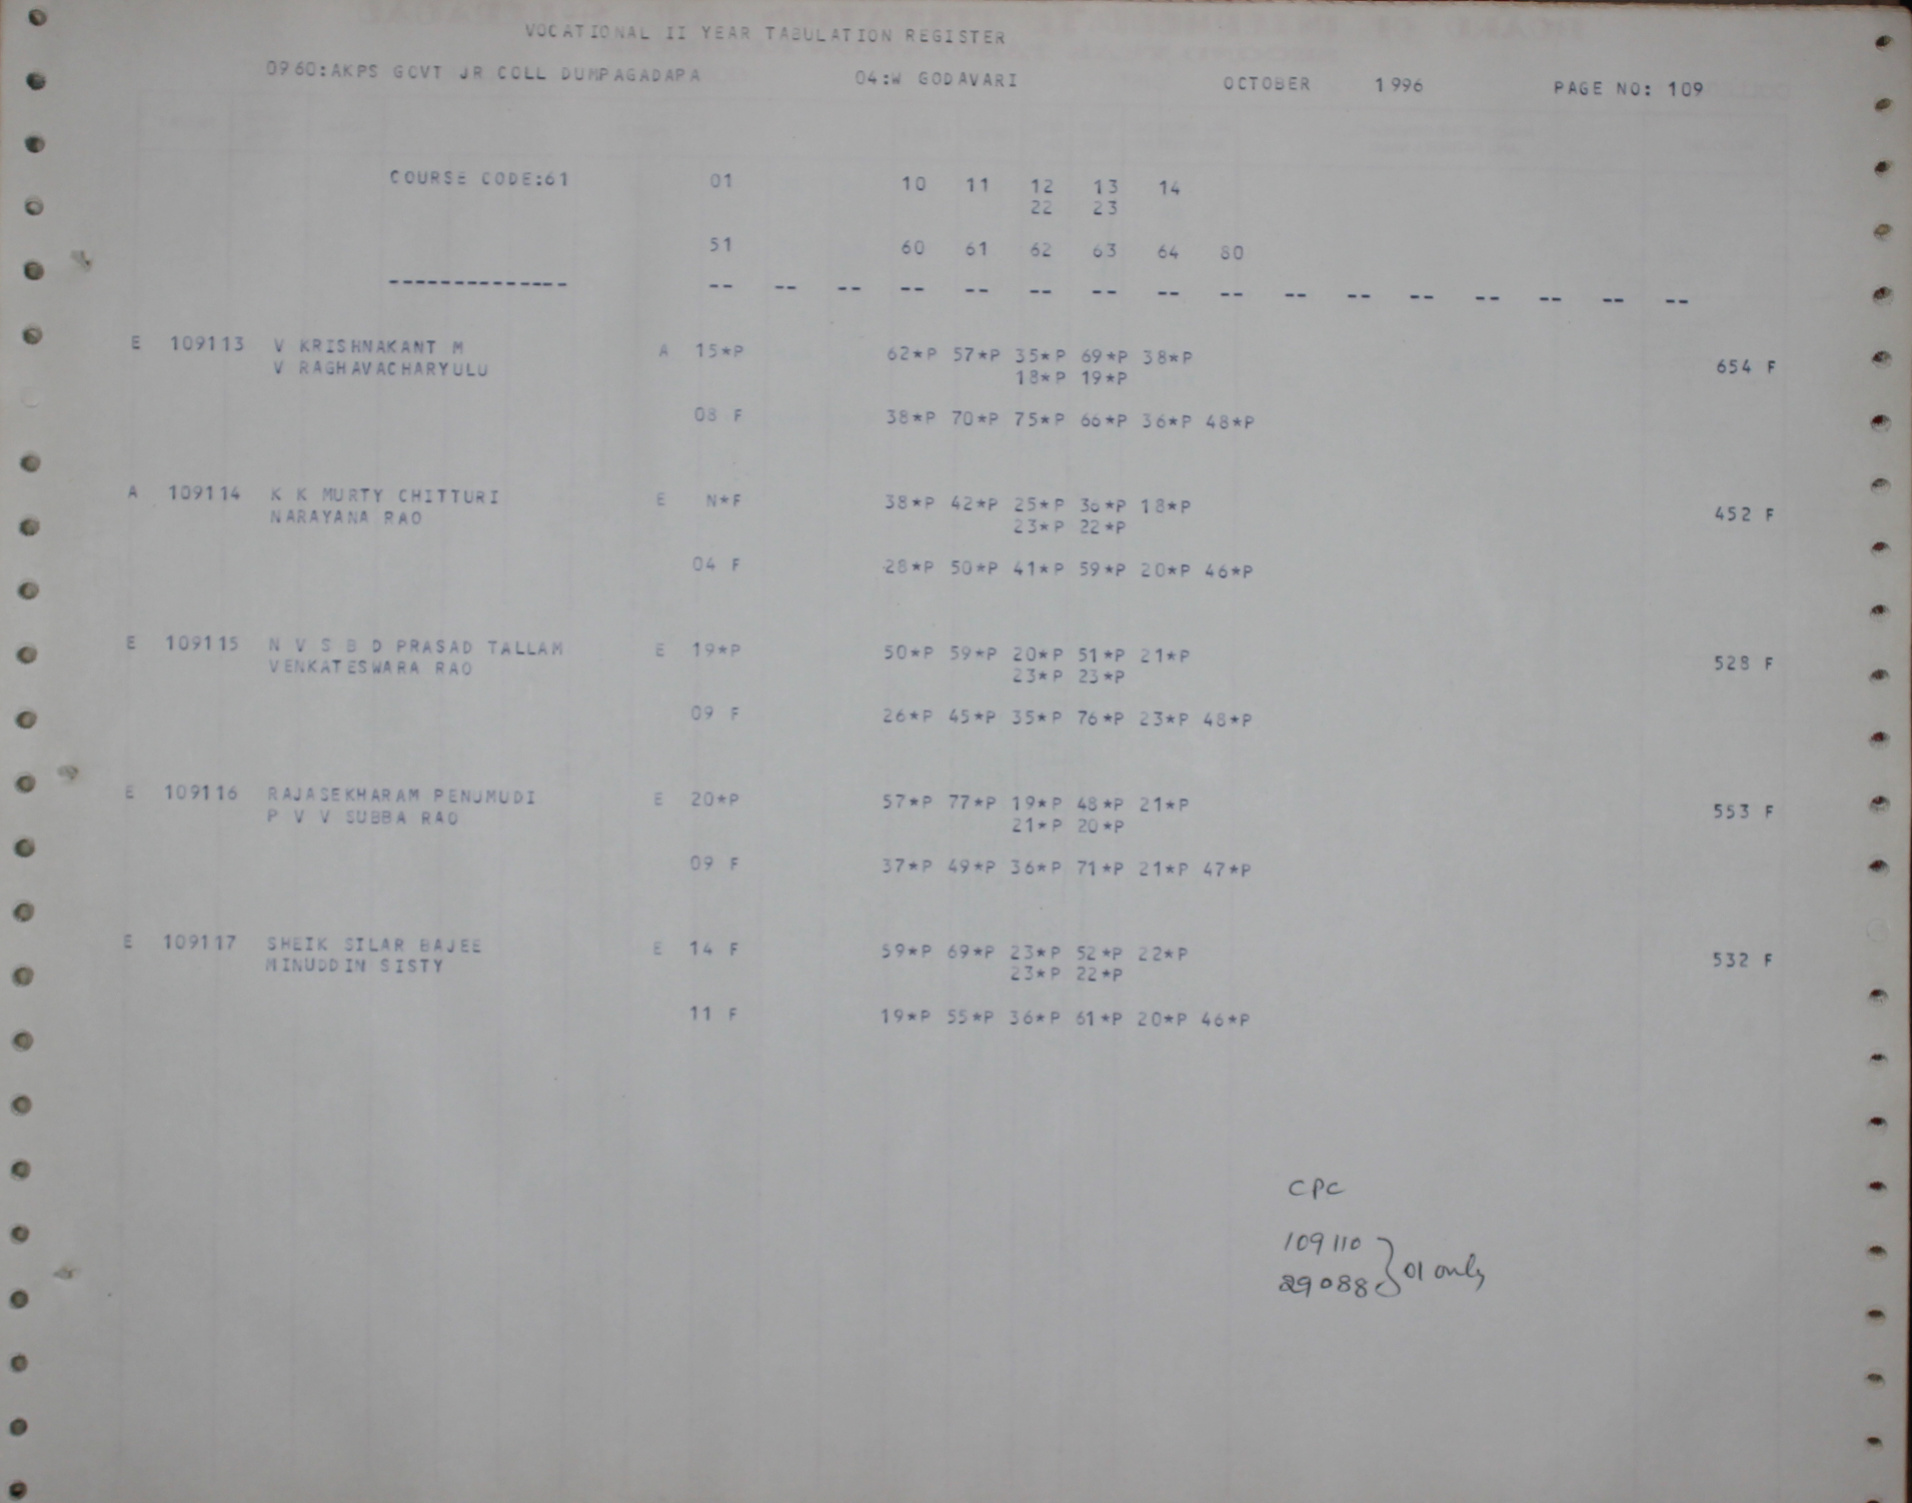 VOCATIONAL II YEAR TABULATION REGISTER
0960:AKPS GOVT JR COLL DUMPAGADAPA 04:W GODAVARI OCTOBER 1996 PAGE NO: 109
COURSE CODE:61 01 10 11 12 13 14
22 23
51 60 61 62 63 64 80
-------------- -- -- -- -- -- -- -- -- -- -- -- -- -- -- -- --
E 109113 V KRISHNAKANT M A 15*P 62*P 57*P 35*P 69*P 38*P
V RAGHAVACHARYULU 18*P 19*P 654 F
08 F 38*P 70*P 75*P 66*P 36*P 48*P
A 109114 K K MURTY CHITTURI E N*F 38*P 42*P 25*P 36*P 18*P
NARAYANA RAO 23*P 22*P 452 F
04 F 28*P 50*P 41*P 59*P 20*P 46*P
E 109115 N V S B D PRASAD TALLAM E 19*P 50*P 59*P 20*P 51*P 21*P
VENKATESWARA RAO 23*P 23*P 528 F
09 F 26*P 45*P 35*P 76*P 23*P 48*P
E 109116 RAJASEKHARAM PENUMUDI E 20*P 57*P 77*P 19*P 48*P 21*P
P V V SUBBA RAO 21*P 20*P 553 F
09 F 37*P 49*P 36*P 71*P 21*P 47*P
E 109117 SHEIK SILAR BAJEE E 14 F 59*P 69*P 23*P 52*P 22*P
MINUDDIN SISTY 23*P 22*P 532 F
11 F 19*P 55*P 36*P 61*P 20*P 46*P
CPC
109110
29088 } 01 only